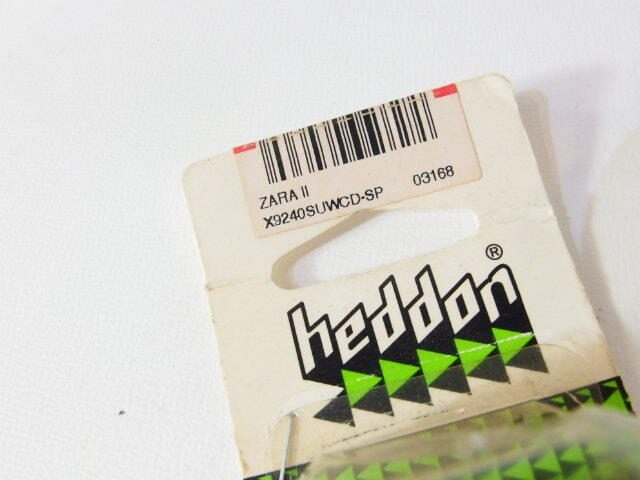 ZARA II
X9240SUWCD-SP 03168
heddon®